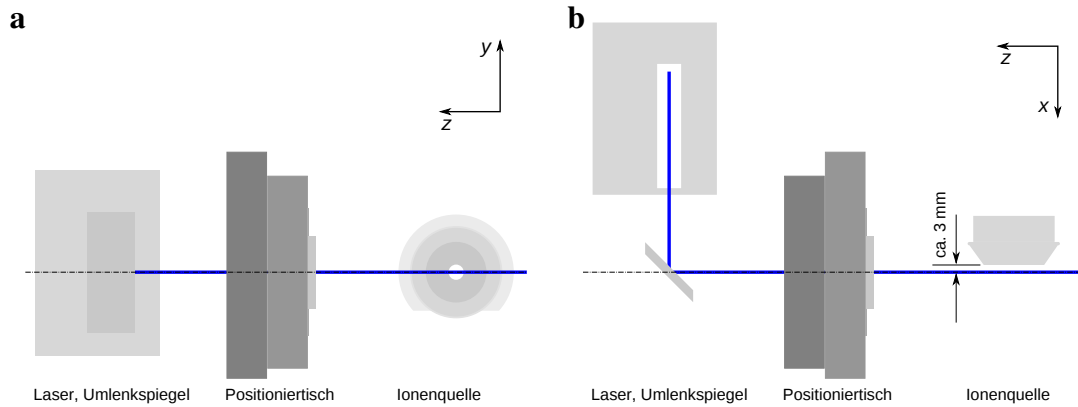 a
y
z
Laser, Umlenkspiegel
Positioniertisch
Ionenquelle
b
z
x
ca. 3 mm
Laser, Umlenkspiegel
Positioniertisch
Ionenquelle